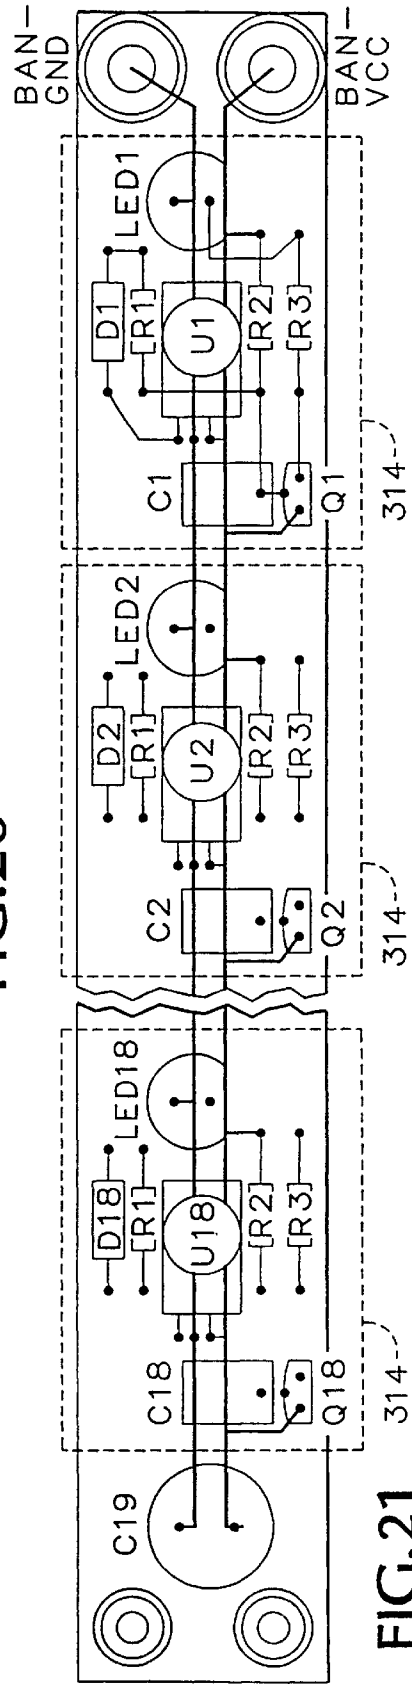 BAN-
GND
BAN-
VCC
LED1
D1
R1
U1
R2
R3
C1
Q1
314
LED2
D2
R1
U2
R2
R3
C2
Q2
314
LED18
D18
R1
U18
R2
R3
C18
Q18
314
C19
FIG.21